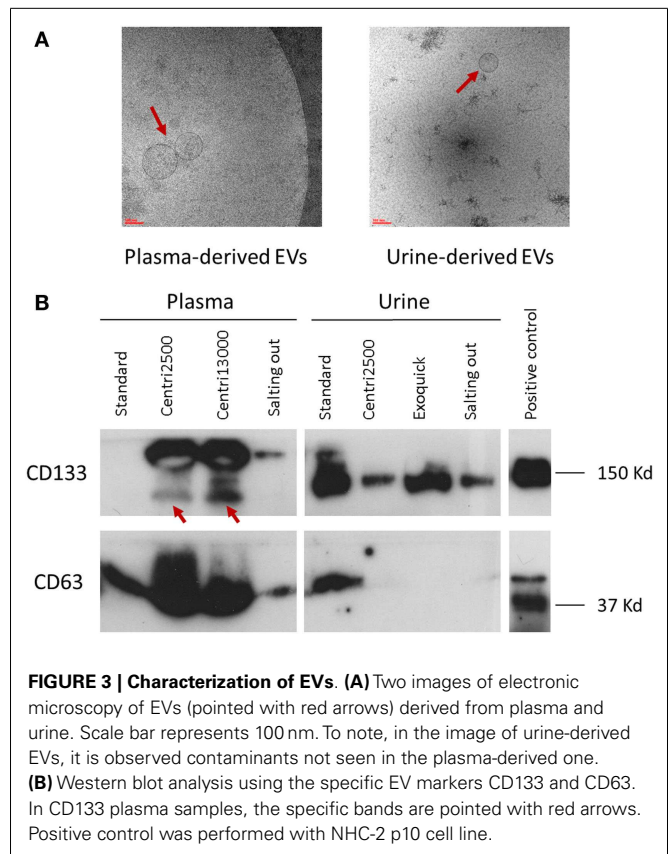 A
Plasma-derived EVs
Urine-derived EVs
B
Plasma
Urine
Standard
Centri2500
Centri13000
Salting out
Standard
Centri2500
Exoquick
Salting out
Positive control
CD133
150 Kd
CD63
37 Kd
FIGURE 3 | Characterization of EVs. (A) Two images of electronic
microscopy of EVs (pointed with red arrows) derived from plasma and
urine. Scale bar represents 100 nm. To note, in the image of urine-derived
EVs, it is observed contaminants not seen in the plasma-derived one.
(B) Western blot analysis using the specific EV markers CD133 and CD63.
In CD133 plasma samples, the specific bands are pointed with red arrows.
Positive control was performed with NHC-2 p10 cell line.